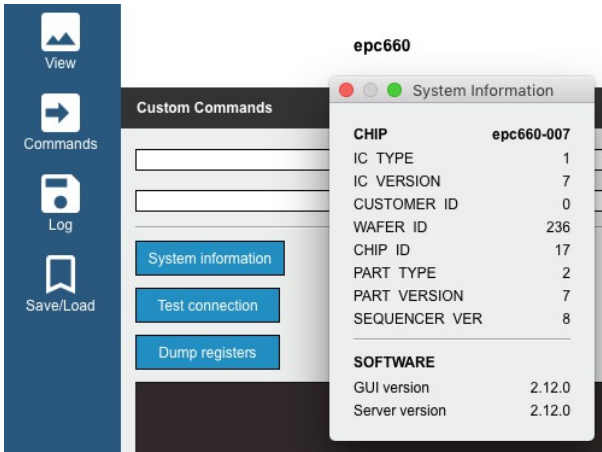 View
Commands
Log
Save/Load
epc660
Custom Commands
System information
Test connection
Dump registers
System Information
CHIP epc660-007
IC TYPE 1
IC VERSION 7
CUSTOMER ID 0
WAFER ID 236
CHIP ID 17
PART TYPE 2
PART VERSION 7
SEQUENCER VER 8
SOFTWARE
GUI version 2.12.0
Server version 2.12.0